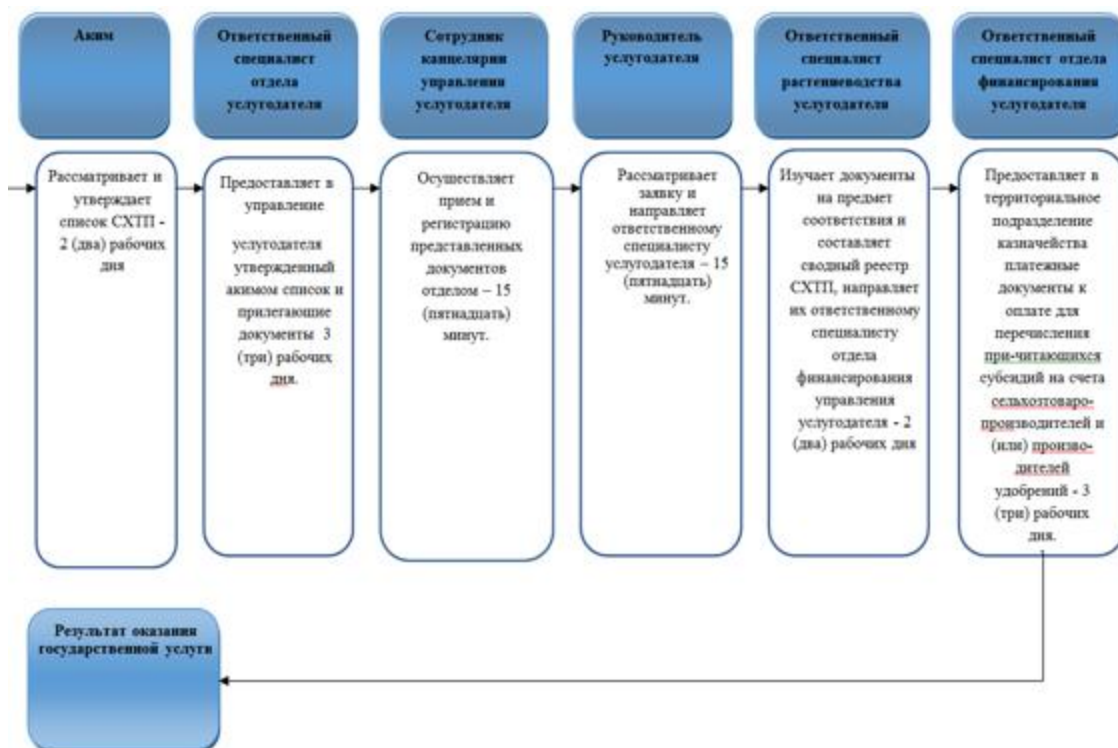 Аким
Ответственный
специалист
отдела
услугодателя
Сотрудник
канцелярии
управления
услугодателя
Руководитель
услугодателя
Ответственный
специалист
растениеводства
услугодателя
Ответственный
специалист отдела
финансирования
услугодателя
Рассматривает и
утверждает
список СХТП -
2 (два) рабочих
дня
Предоставляет в
управление
услугодателя
утвержденный
акимом список и
прилегающие
документы 3
(три) рабочих
дня.
Осуществляет
прием и
регистрацию
представленных
документов
отделом – 15
(пятнадцать)
минут.
Рассматривает
заявку и
направляет
ответственному
специалисту
услугодателя – 15
(пятнадцать)
минут.
Изучает документы
на предмет
соответствия и
составляет
сводный реестр
СХТП, направляет
их ответственному
специалисту
отдела
финансирования
управления
услугодателя - 2
(два) рабочих дня
Предоставляет в
территориальное
подразделение
казначейства
платежные
документы к
оплате для
перечисления
при-читающихся
субсидий на счета
сельхозтоваро-
производителей и
(или) произво-
дителей
удобрений - 3
(три) рабочих
дня.
Результат оказания
государственной услуги